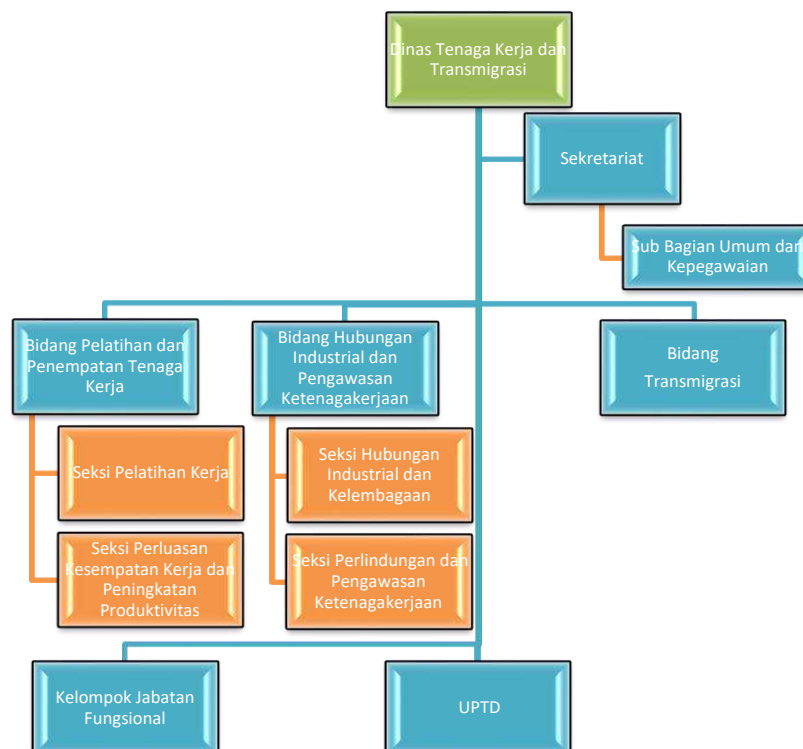 Dinas Tenaga Kerja dan
Transmigrasi
Sekretariat
Sub Bagian Umum dan
Kepegawaian
Bidang Pelatihan dan
Penempatan Tenaga
Kerja
Bidang Hubungan
Industrial dan
Pengawasan
Ketenagakerjaan
Bidang
Transmigrasi
Seksi Pelatihan Kerja
Seksi Hubungan
Industrial dan
Kelembagaan
Seksi Perluasan
Kesempatan Kerja dan
Peningkatan
Produktivitas
Seksi Perlindungan dan
Pengawasan
Ketenagakerjaan
Kelompok Jabatan
Fungsional
UPTD